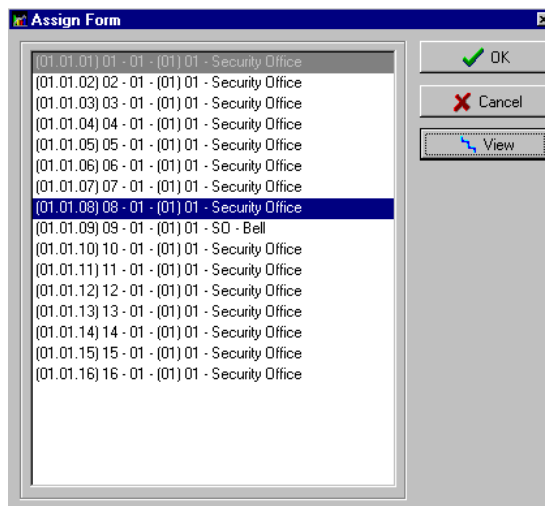 Assign Form
(01.01.01) 01 - 01 - (01) 01 - Security Office
(01.01.02) 02 - 01 - (01) 01 - Security Office
(01.01.03) 03 - 01 - (01) 01 - Security Office
(01.01.04) 04 - 01 - (01) 01 - Security Office
(01.01.05) 05 - 01 - (01) 01 - Security Office
(01.01.06) 06 - 01 - (01) 01 - Security Office
(01.01.07) 07 - 01 - (01) 01 - Security Office
(01.01.08) 08 - 01 - (01) 01 - Security Office
(01.01.09) 09 - 01 - (01) 01 - SO - Bell
(01.01.10) 10 - 01 - (01) 01 - Security Office
(01.01.11) 11 - 01 - (01) 01 - Security Office
(01.01.12) 12 - 01 - (01) 01 - Security Office
(01.01.13) 13 - 01 - (01) 01 - Security Office
(01.01.14) 14 - 01 - (01) 01 - Security Office
(01.01.15) 15 - 01 - (01) 01 - Security Office
(01.01.16) 16 - 01 - (01) 01 - Security Office
OK
Cancel
View